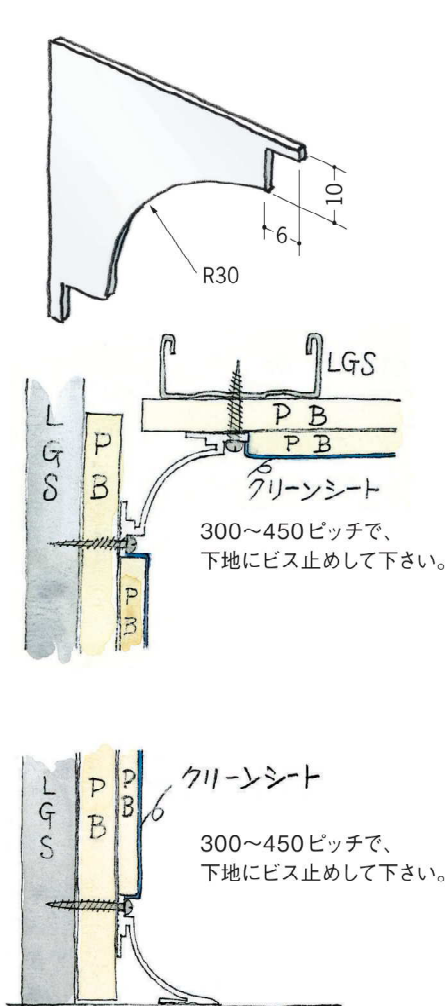 10
6
R30
LGS
LGS
PB
PB
PB
クリーンシート
300～450ピッチで、
下地にビス止めして下さい。
PB
LGS
PB
PB
クリーンシート
300～450ピッチで、
下地にビス止めして下さい。